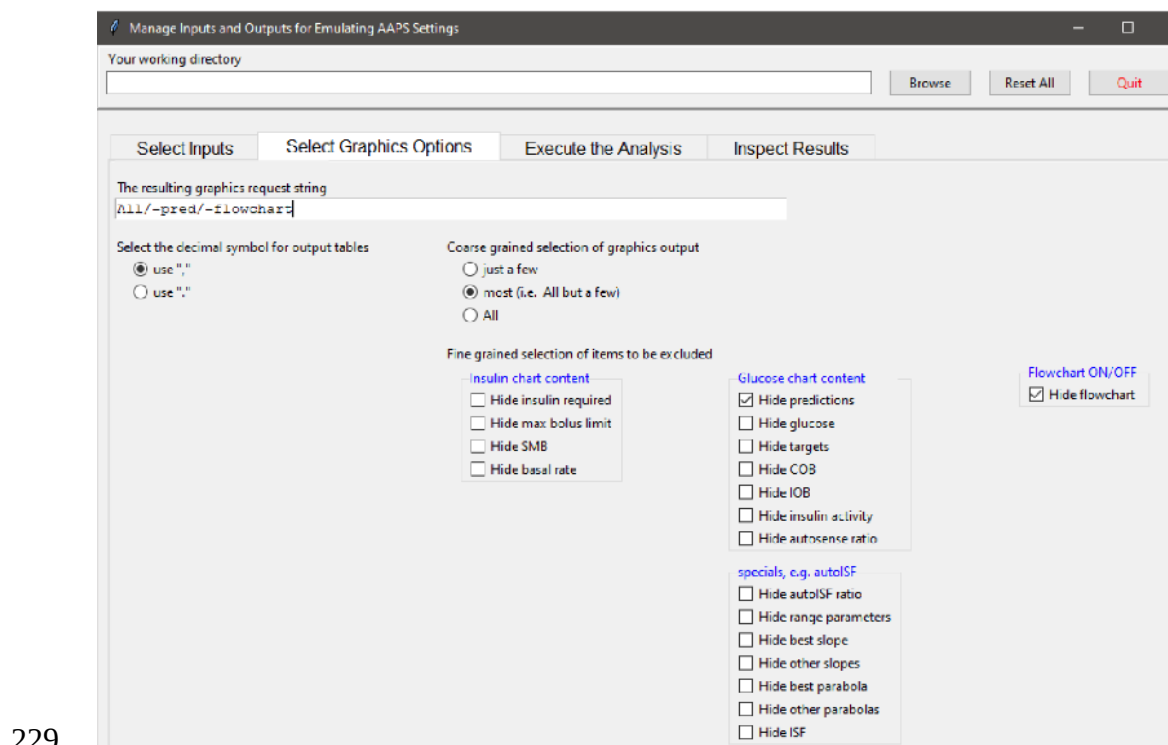 Manage Inputs and Outputs for Emulating AAPS Settings
Your working directory
Browse
Reset All
Quit
Select Inputs
Select Graphics Options
Execute the Analysis
Inspect Results
The resulting graphics request string
All/-pred/-flowchart
Select the decimal symbol for output tables
use ","
use "."
Coarse grained selection of graphics output
just a few
most (i.e. All but a few)
All
Fine grained selection of items to be excluded
Insulin chart content
Hide insulin required
Hide max bolus limit
Hide SMB
Hide basal rate
Glucose chart content
Hide predictions
Hide glucose
Hide targets
Hide COB
Hide IOB
Hide insulin activity
Hide autosense ratio
specials, e.g. autoISF
Hide autoISF ratio
Hide range parameters
Hide best slope
Hide other slopes
Hide best parabola
Hide other parabolas
Hide ISF
Flowchart ON/OFF
Hide flowchart
229